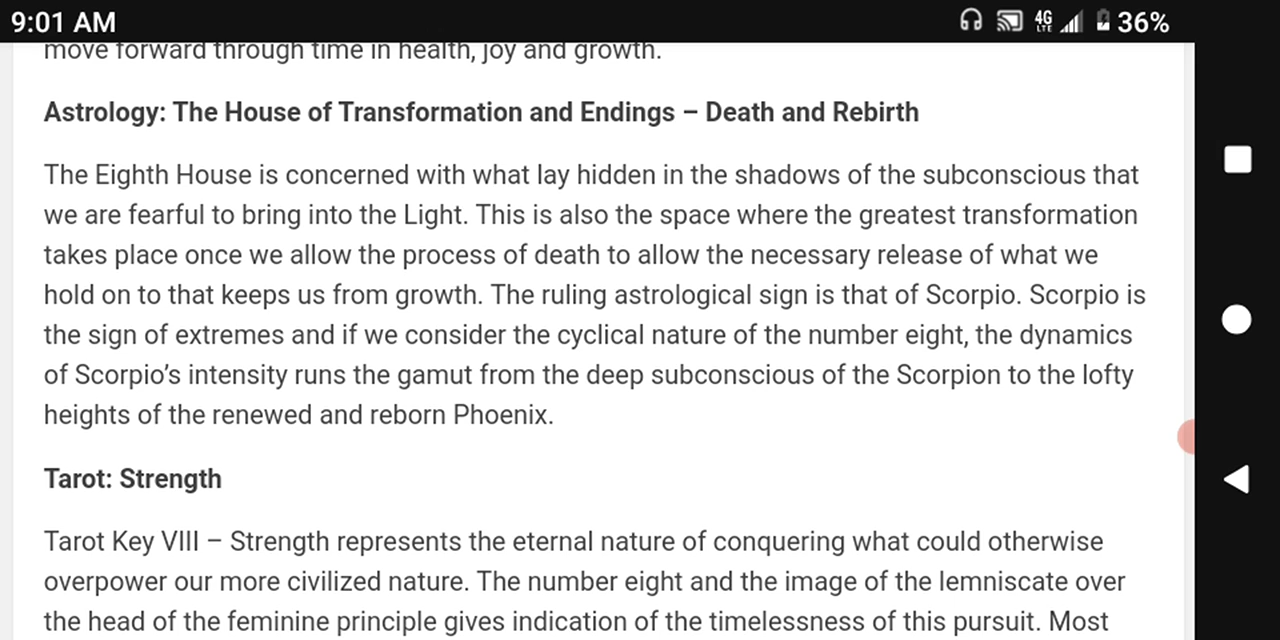 9:01 AM
4G
LTE
36%
move forward through time in health, joy and growth.
Astrology: The House of Transformation and Endings – Death and Rebirth
The Eighth House is concerned with what lay hidden in the shadows of the subconscious that
we are fearful to bring into the Light. This is also the space where the greatest transformation
takes place once we allow the process of death to allow the necessary release of what we
hold on to that keeps us from growth. The ruling astrological sign is that of Scorpio. Scorpio is
the sign of extremes and if we consider the cyclical nature of the number eight, the dynamics
of Scorpio’s intensity runs the gamut from the deep subconscious of the Scorpion to the lofty
heights of the renewed and reborn Phoenix.
Tarot: Strength
Tarot Key VIII – Strength represents the eternal nature of conquering what could otherwise
overpower our more civilized nature. The number eight and the image of the lemniscate over
the head of the feminine principle gives indication of the timelessness of this pursuit. Most